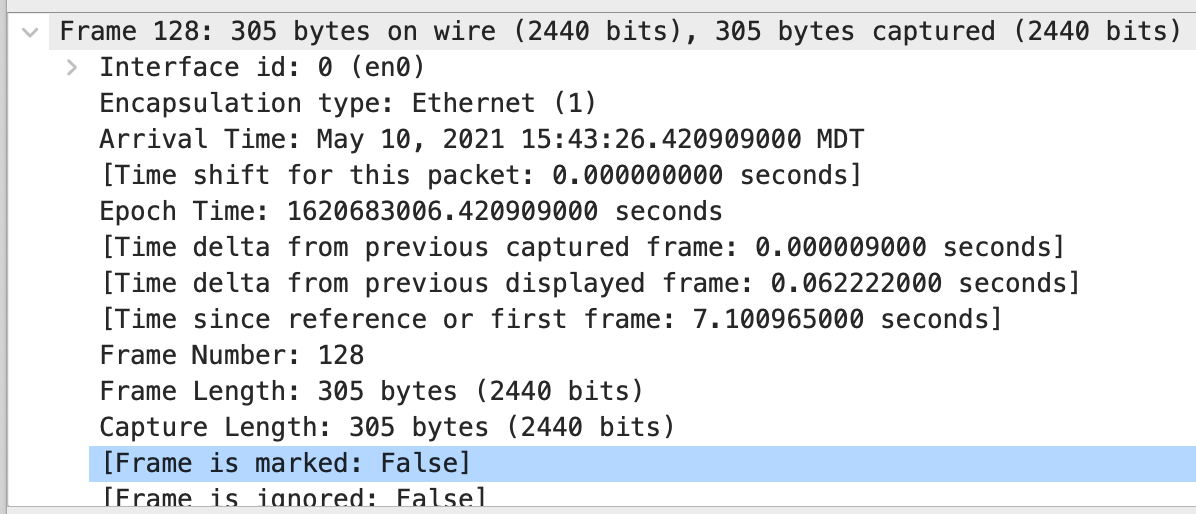 Frame 128: 305 bytes on wire (2440 bits), 305 bytes captured (2440 bits)
Interface id: 0 (en0)
Encapsulation type: Ethernet (1)
Arrival Time: May 10, 2021 15:43:26.420909000 MDT
[Time shift for this packet: 0.000000000 seconds]
Epoch Time: 1620683006.420909000 seconds
[Time delta from previous captured frame: 0.000009000 seconds]
[Time delta from previous displayed frame: 0.062222000 seconds]
[Time since reference or first frame: 7.100965000 seconds]
Frame Number: 128
Frame Length: 305 bytes (2440 bits)
Capture Length: 305 bytes (2440 bits)
[Frame is marked: False]
[Frame is ignored: False]